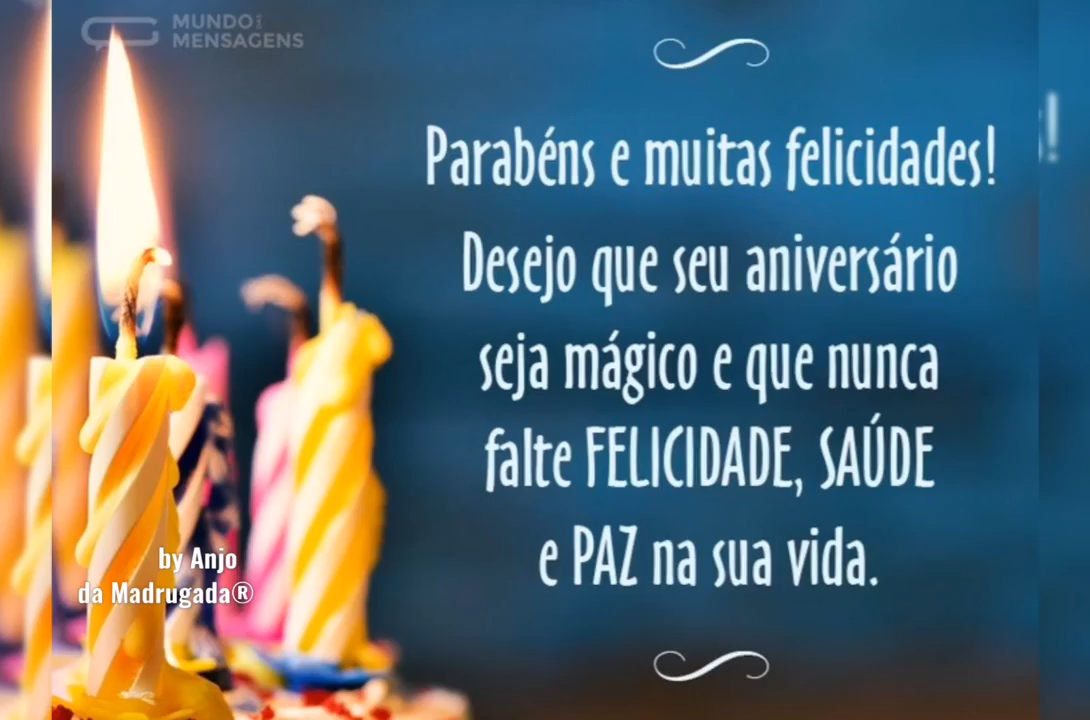 MUNDO DAS
MENSAGENS
Parabéns e muitas felicidades!
Desejo que seu aniversário
seja mágico e que nunca
falte FELICIDADE, SAÚDE
e PAZ na sua vida.
by Anjo
da Madrugada®